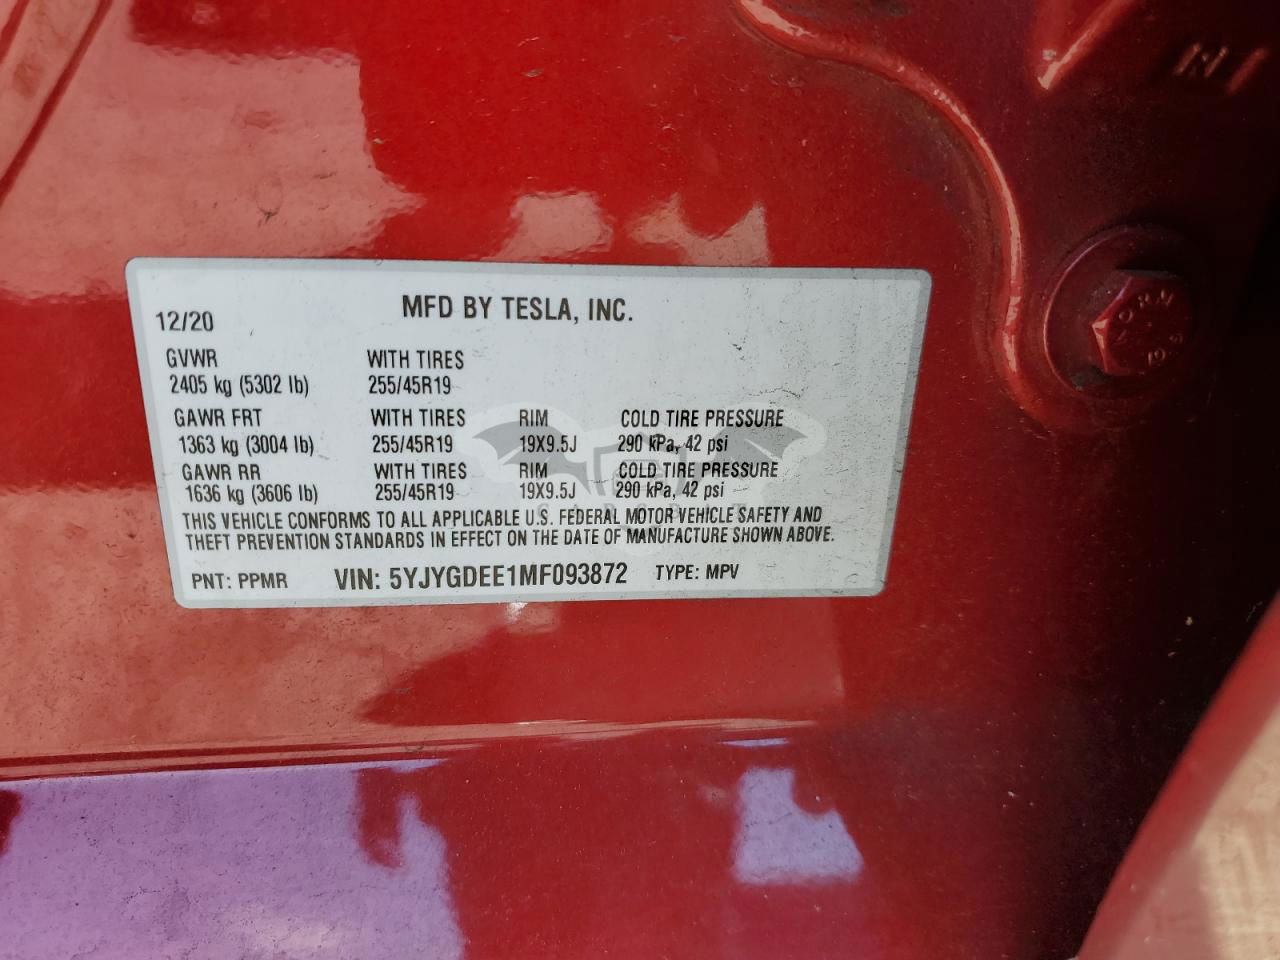 MFD BY TESLA, INC.
12/20
GVWR WITH TIRES
2405 kg (5302 lb) 255/45R19
GAWR FRT WITH TIRES RIM COLD TIRE PRESSURE
1363 kg (3004 lb) 255/45R19 19X9.5J 290 kPa, 42 psi
GAWR RR WITH TIRES RIM COLD TIRE PRESSURE
1636 kg (3606 lb) 255/45R19 19X9.5J 290 kPa, 42 psi
THIS VEHICLE CONFORMS TO ALL APPLICABLE U.S. FEDERAL MOTOR VEHICLE SAFETY AND
THEFT PREVENTION STANDARDS IN EFFECT ON THE DATE OF MANUFACTURE SHOWN ABOVE.
PNT: PPMR VIN: 5YJYGDEE1MF093872 TYPE: MPV